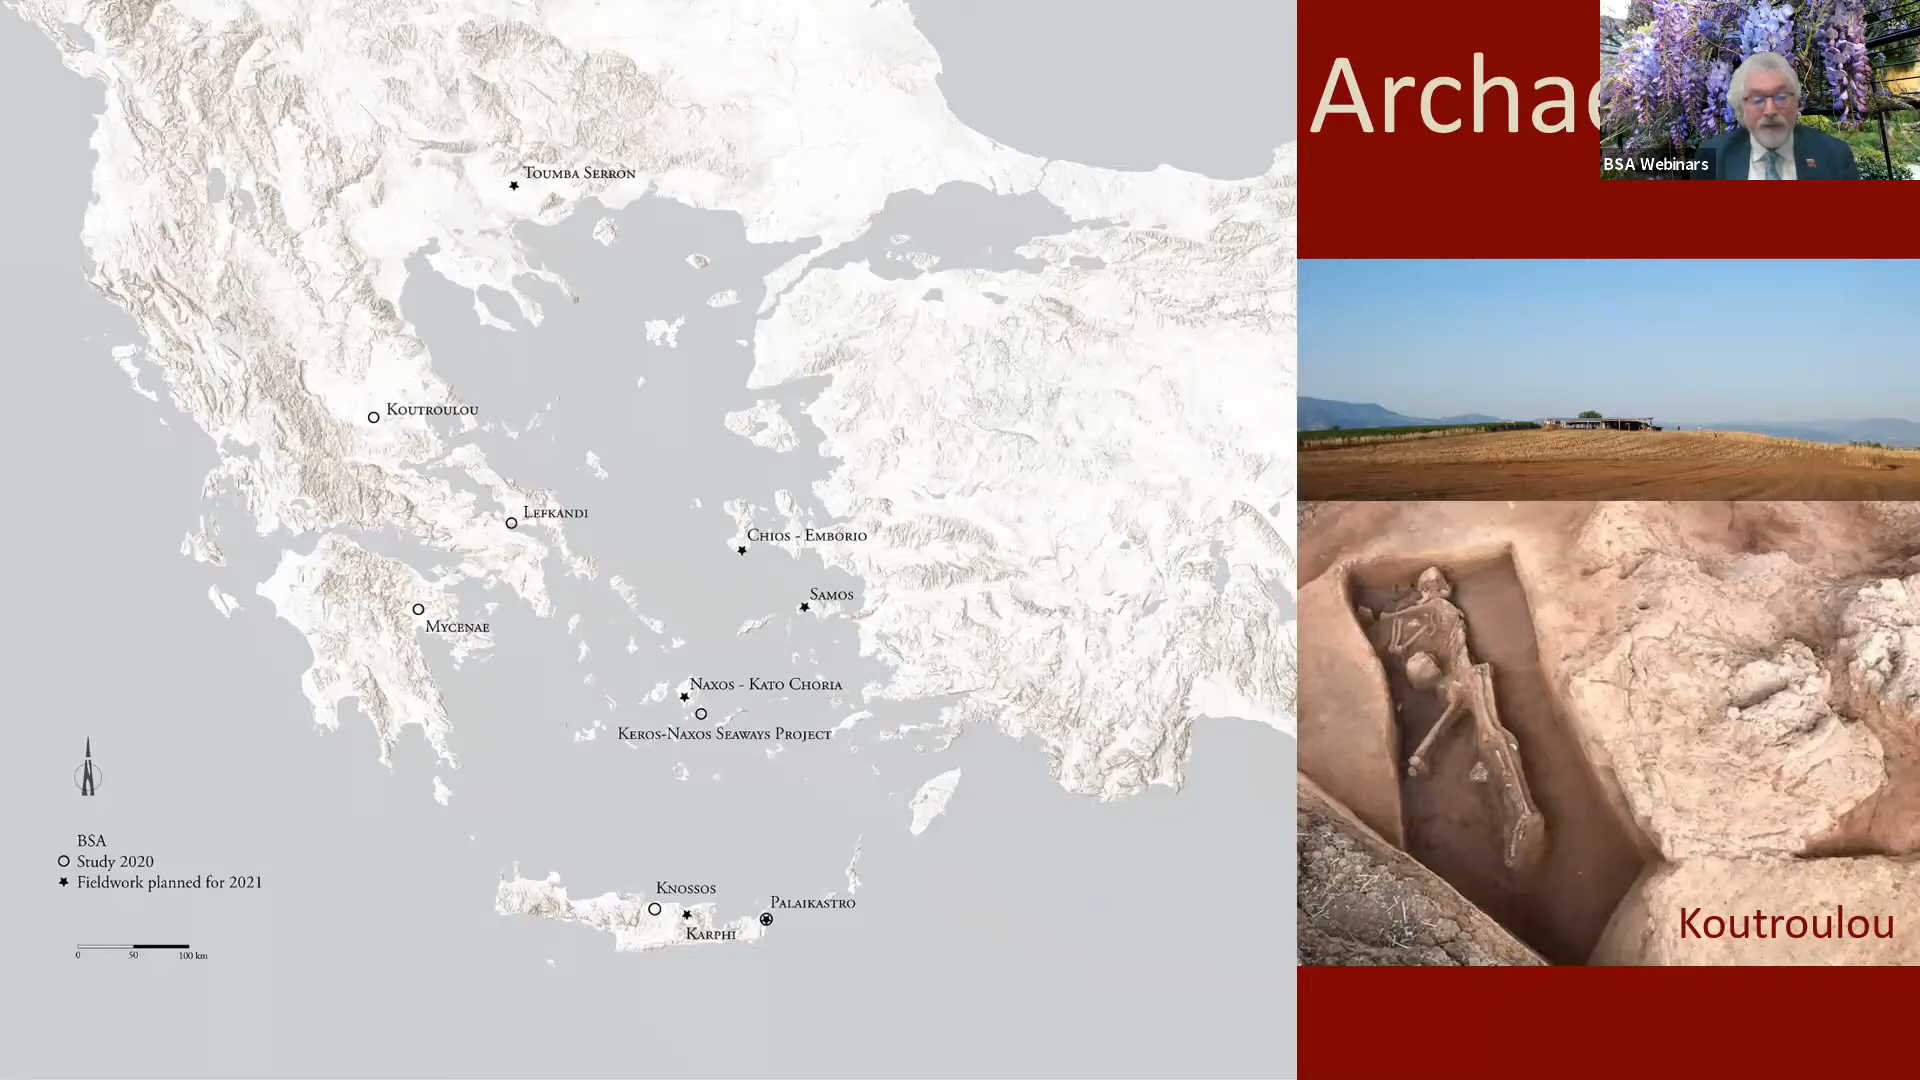 Archae
BSA Webinars
Toumba Serron
Koutroulou
Lefkandi
Chios - Emborio
Samos
Mycenae
Naxos - Kato Choria
Keros-Naxos Seaways Project
BSA
Study 2020
Fieldwork planned for 2021
Knossos
Palaikastro
Karphi
0 50 100 km
Koutroulou